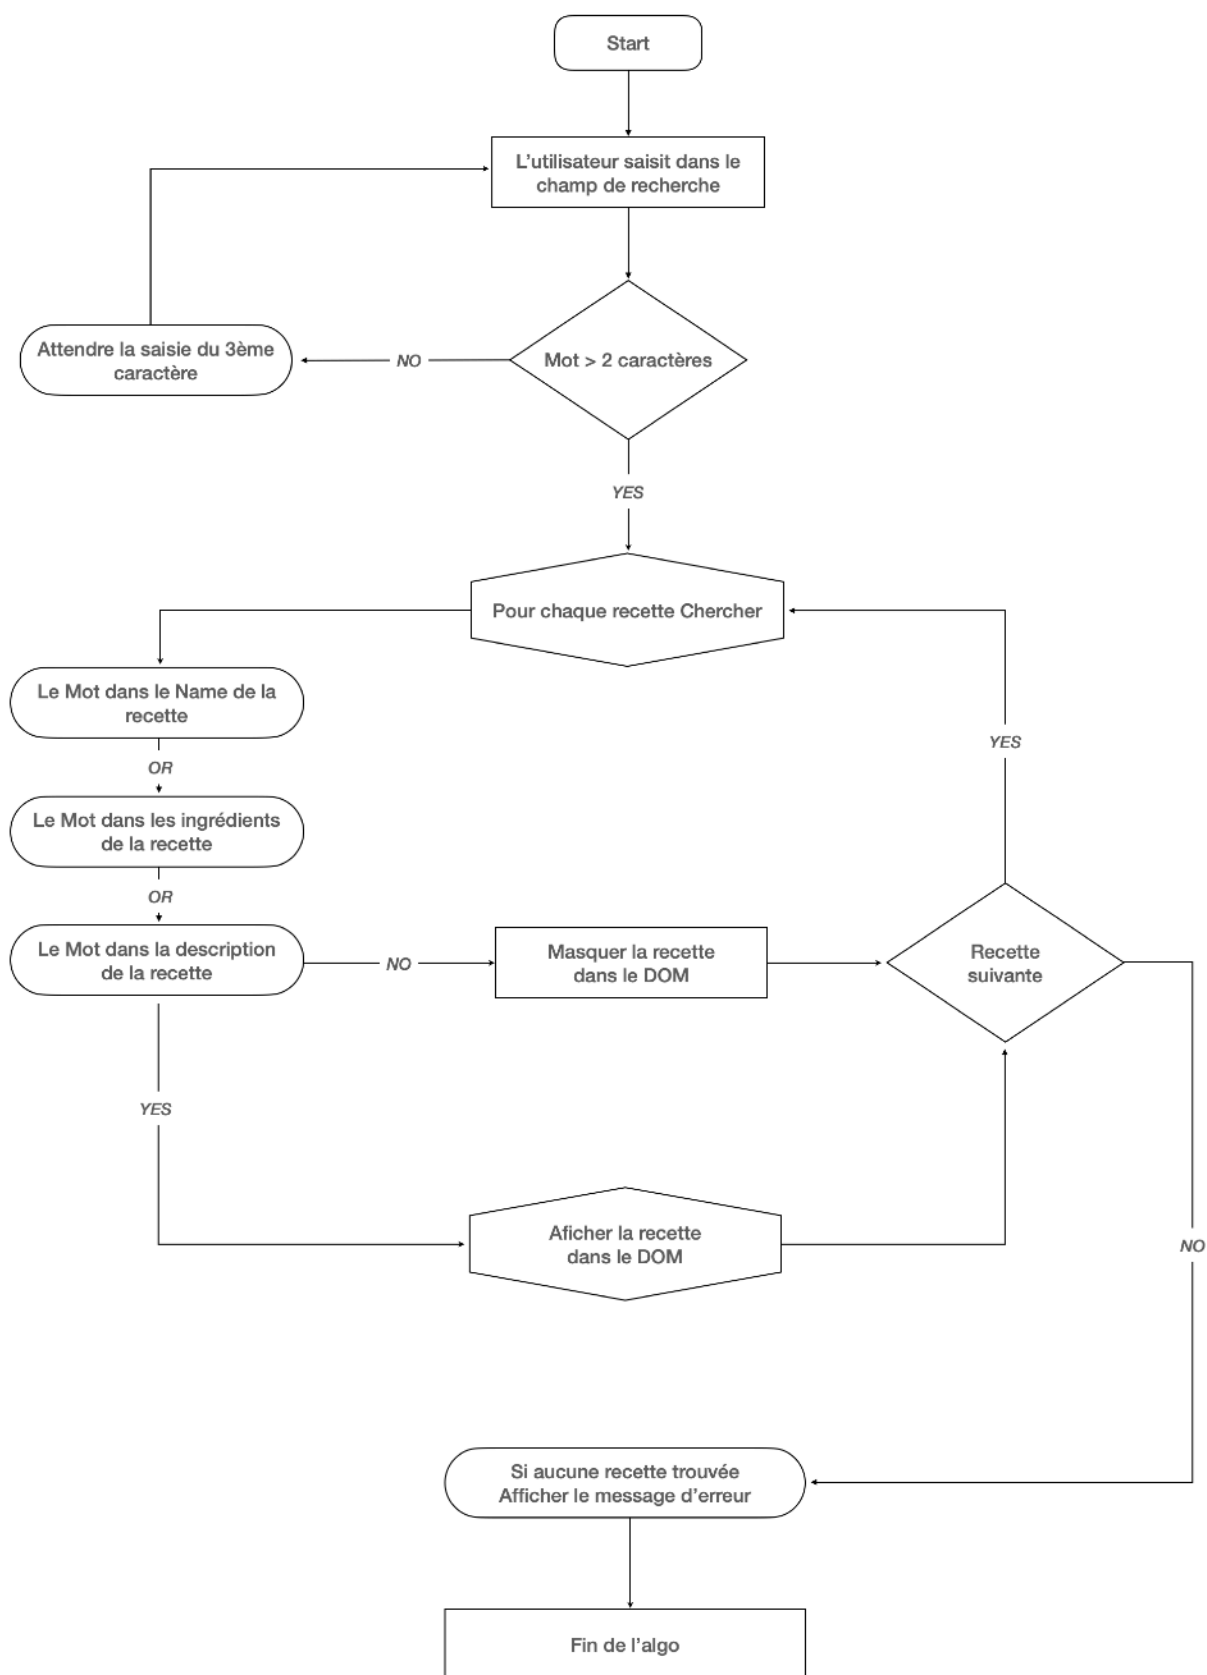 Start
L'utilisateur saisit dans le
champ de recherche
Attendre la saisie du 3ème
caractère
NO
Mot > 2 caractères
YES
Pour chaque recette Chercher
Le Mot dans le Name de la
recette
YES
OR
Le Mot dans les ingrédients
de la recette
OR
Le Mot dans la description
de la recette
NO
Masquer la recette
dans le DOM
Recette
suivante
YES
Aficher la recette
dans le DOM
NO
Si aucune recette trouvée
Afficher le message d'erreur
Fin de l'algo